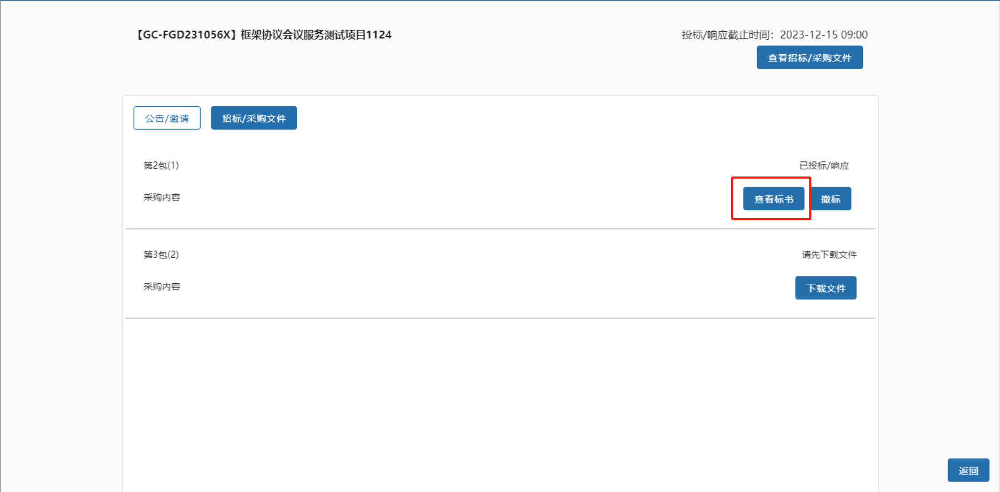 【GC-FGD231056X】框架协议会议服务测试项目1124
投标/响应截止时间：2023-12-15 09:00
查看招标/采购文件
公告/邀请
招标/采购文件
第2包(1)
已投标/响应
采购内容
查看标书
撤标
第3包(2)
请先下载文件
采购内容
下载文件
返回